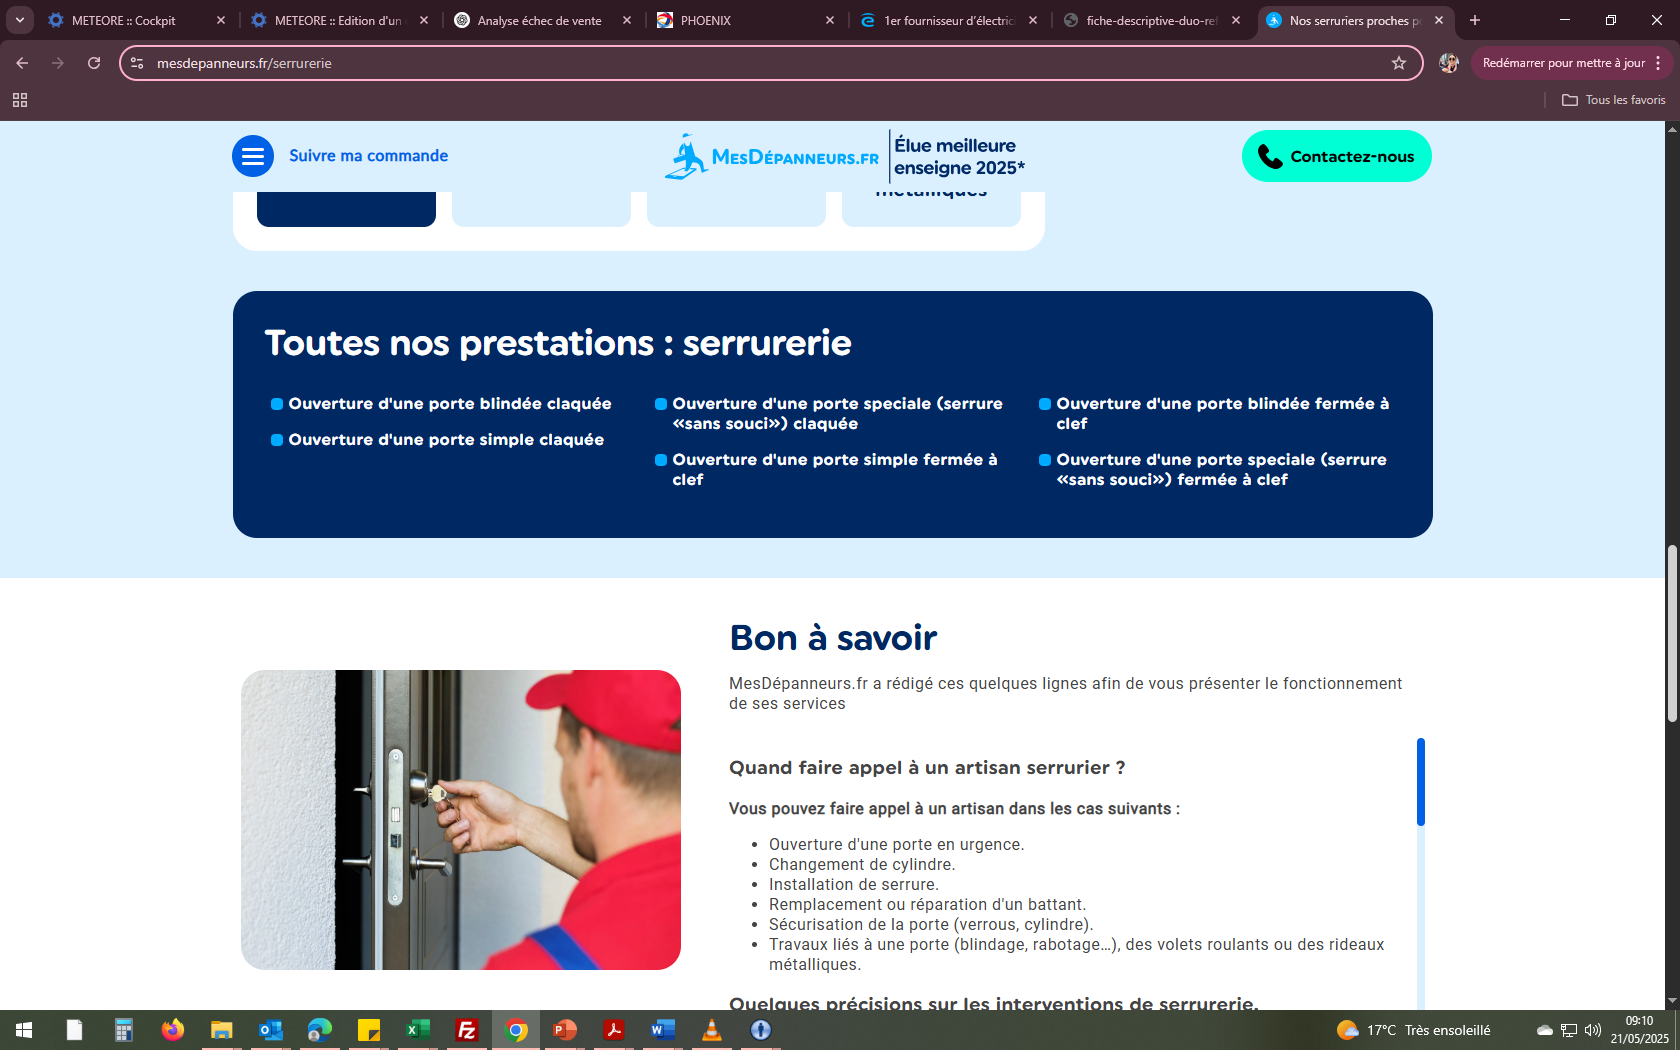 METEORE :: Cockpit
METEORE :: Edition d'un
Analyse échec de vente
PHOENIX
1er fournisseur d'électric
fiche-descriptive-duo-ref
Nos serruriers proches p
mesdepanneurs.fr/serrurerie
Redémarrer pour mettre à jour
Tous les favoris
Suivre ma commande
MESDÉPANNEURS.FR
Élue meilleure
enseigne 2025*
Contactez-nous
métalliques
Toutes nos prestations : serrurerie
Ouverture d'une porte blindée claquée
Ouverture d'une porte simple claquée
Ouverture d'une porte speciale (serrure
«sans souci») claquée
Ouverture d'une porte simple fermée à
clef
Ouverture d'une porte blindée fermée à
clef
Ouverture d'une porte speciale (serrure
«sans souci») fermée à clef
Bon à savoir
MesDépanneurs.fr a rédigé ces quelques lignes afin de vous présenter le fonctionnement
de ses services
Quand faire appel à un artisan serrurier ?
Vous pouvez faire appel à un artisan dans les cas suivants :
Ouverture d'une porte en urgence.
Changement de cylindre.
Installation de serrure.
Remplacement ou réparation d'un battant.
Sécurisation de la porte (verrous, cylindre).
Travaux liés à une porte (blindage, rabotage…), des volets roulants ou des rideaux
métalliques.
Quelques précisions sur les interventions de serrurerie.
17°C Très ensoleillé
09:10
21/05/2025